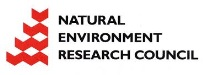 NATURAL
ENVIRONMENT
RESEARCH COUNCIL